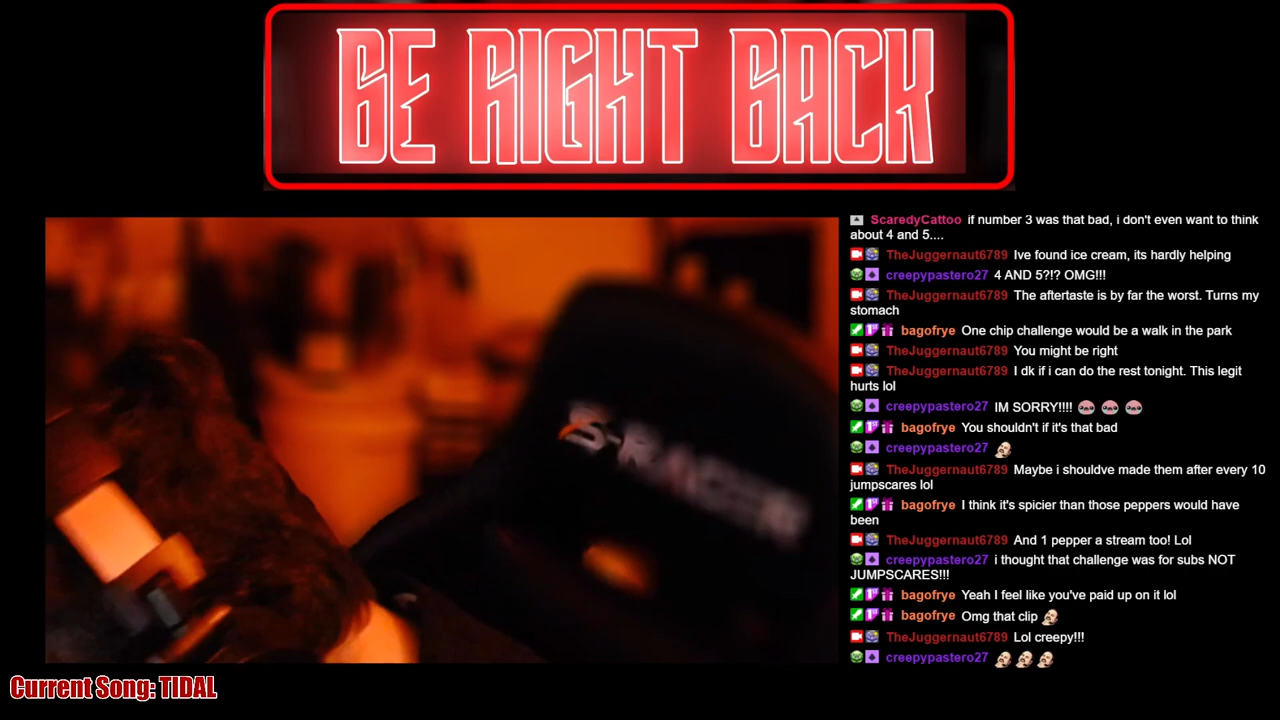 BE RIGHT BACK
ScaredyCattoo if number 3 was that bad, i don't even want to think
about 4 and 5....
TheJuggernaut6789 Ive found ice cream, its hardly helping
creepypastero27 4 AND 5?!? OMG!!!
TheJuggernaut6789 The aftertaste is by far the worst. Turns my
stomach
bagofrye One chip challenge would be a walk in the park
TheJuggernaut6789 You might be right
TheJuggernaut6789 I dk if i can do the rest tonight. This legit
hurts lol
creepypastero27 IM SORRY!!!!
bagofrye You shouldn't if it's that bad
creepypastero27
TheJuggernaut6789 Maybe i shouldve made them after every 10
jumpscares lol
bagofrye I think it's spicier than those peppers would have
been
TheJuggernaut6789 And 1 pepper a stream too! Lol
creepypastero27 i thought that challenge was for subs NOT
JUMPSCARES!!!
bagofrye Yeah I feel like you've paid up on it lol
bagofrye Omg that clip
TheJuggernaut6789 Lol creepy!!!
creepypastero27
S-RACER
Current Song: TIDAL